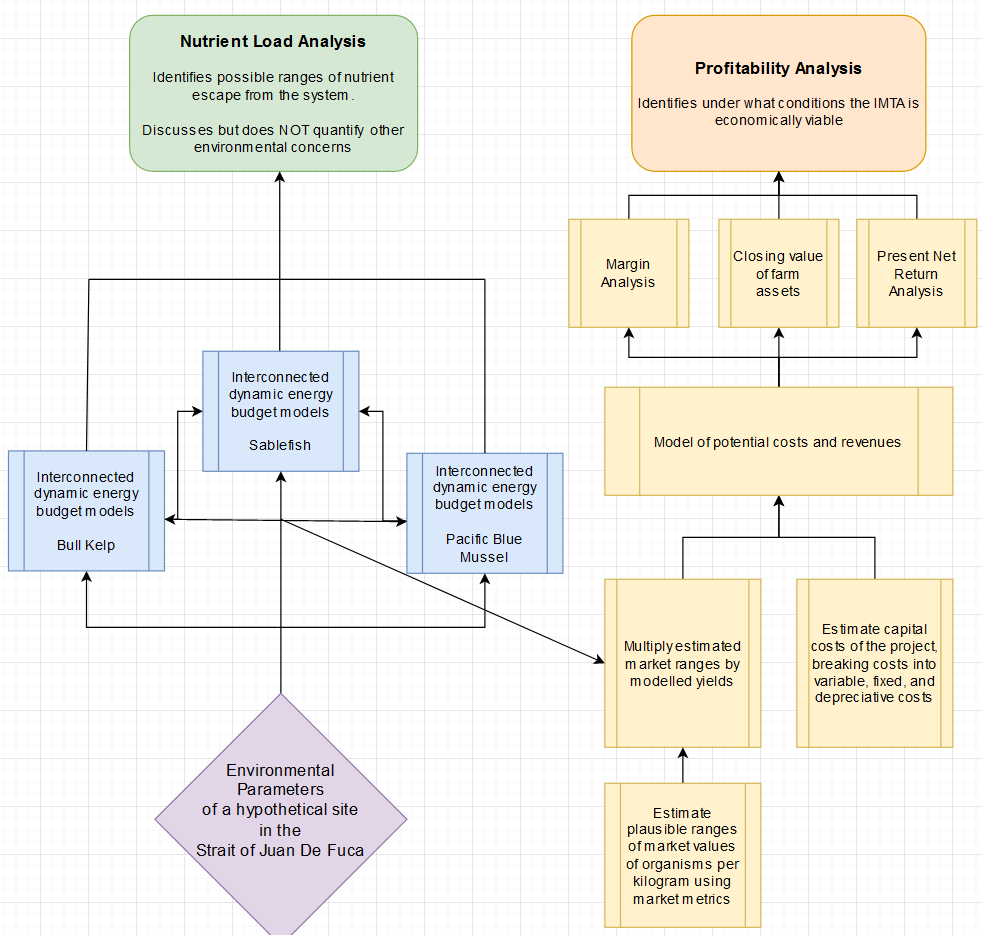 Nutrient Load Analysis
Identifies possible ranges of nutrient
escape from the system.
Discusses but does NOT quantify other
environmental concerns
Profitability Analysis
Identifies under what conditions the IMTA is
economically viable
Margin
Analysis
Closing value
of farm
assets
Present Net
Return
Analysis
Interconnected
dynamic energy
budget models
Sablefish
Interconnected
dynamic energy
budget models
Bull Kelp
Interconnected
dynamic energy
budget models
Pacific Blue
Mussel
Model of potential costs and revenues
Multiply estimated
market ranges by
modelled yields
Estimate capital
costs of the project,
breaking costs into
variable, fixed, and
depreciative costs
Environmental
Parameters
of a hypothetical site
in the
Strait of Juan De Fuca
Estimate
plausible ranges
of market values
of organisms per
kilogram using
market metrics